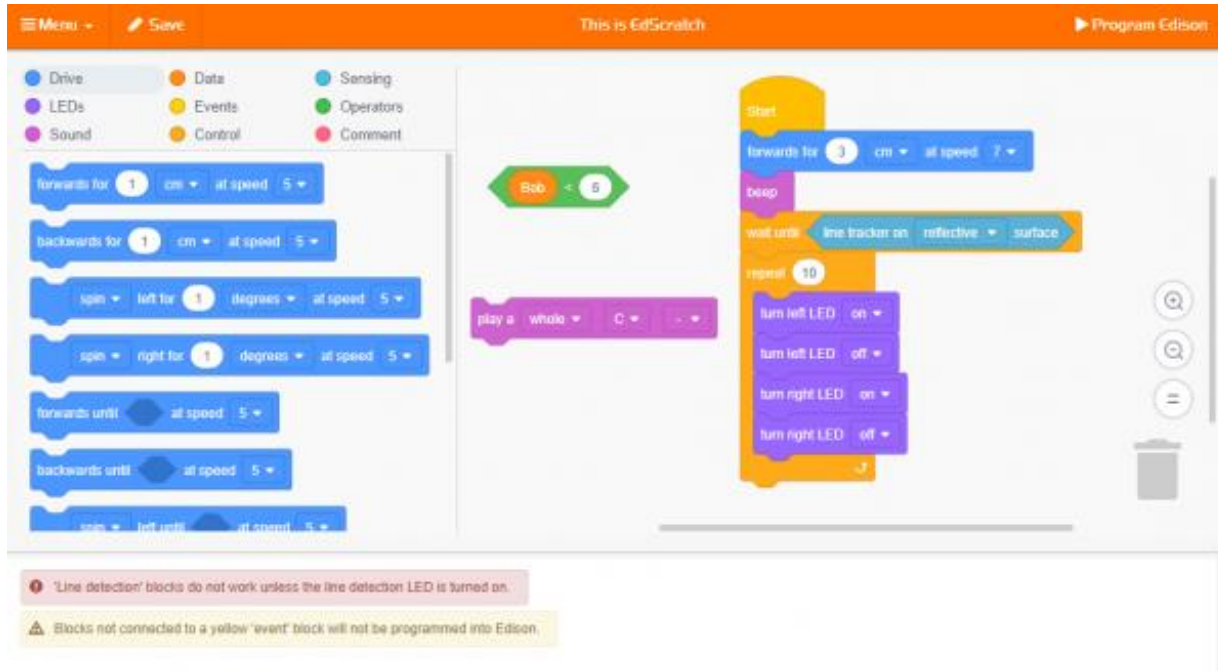 Menu Save This is EdScratch Program Edison
Drive Data Sensing
LEDs Events Operators
Sound Control Comment
forwards for 1 cm at speed 5
backwards for 1 cm at speed 5
spin left for 1 degrees at speed 5
spin right for 1 degrees at speed 5
forwards until at speed 5
backwards until at speed 5
spin left until at speed 5
Bob < 6
play a whole C -
Start
forwards for 3 cm at speed 7
beep
wait until line tracker on reflective surface
repeat 10
turn left LED on
turn left LED off
turn right LED on
turn right LED off
=
'Line detection' blocks do not work unless the line detection LED is turned on.
Blocks not connected to a yellow 'event' block will not be programmed into Edison.